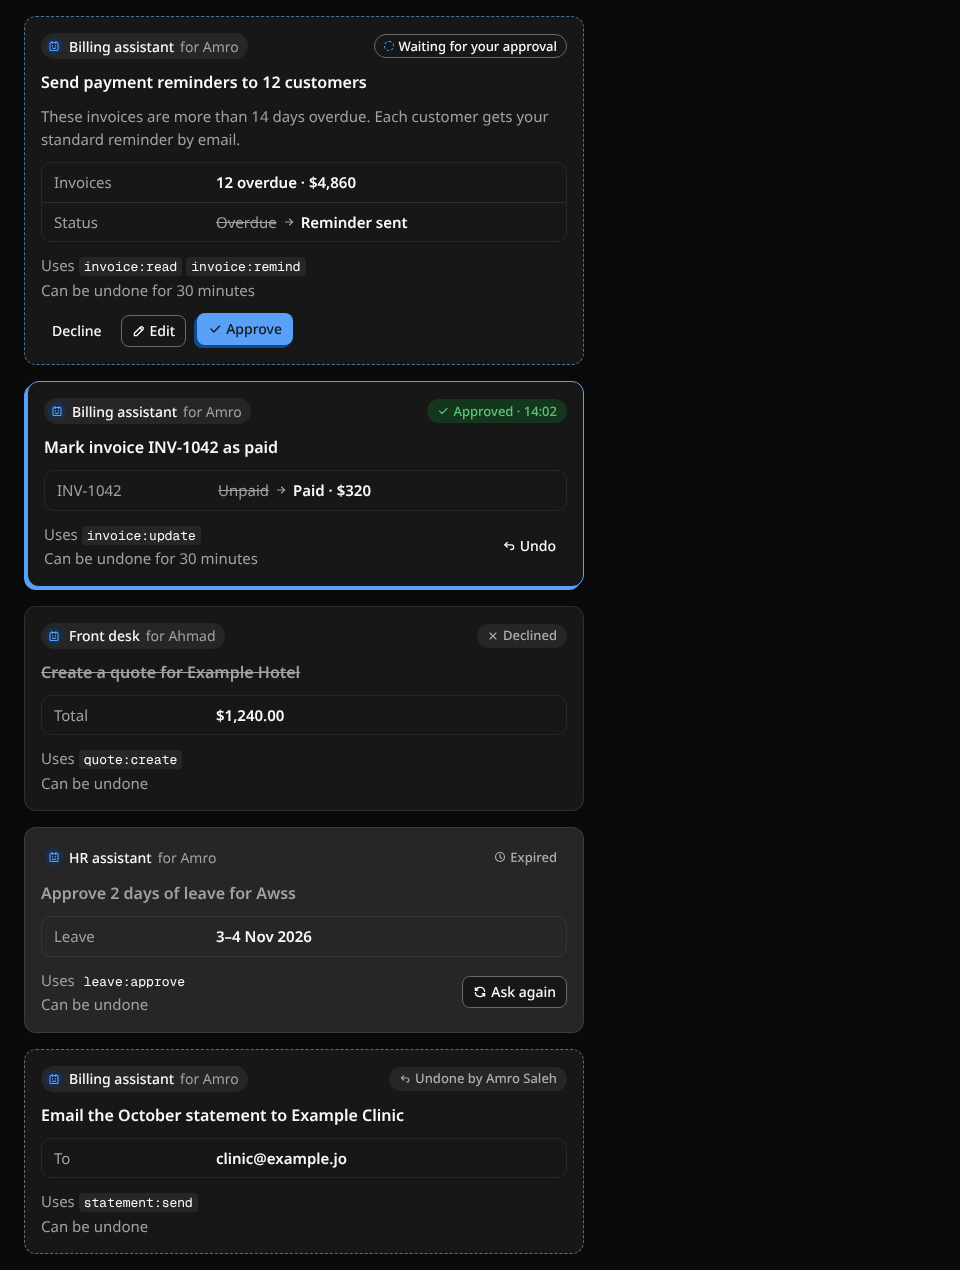 Billing assistant for Amro
Waiting for your approval
Send payment reminders to 12 customers
These invoices are more than 14 days overdue. Each customer gets your
standard reminder by email.
Invoices 12 overdue · $4,860
Status Overdue → Reminder sent
Uses invoice:read invoice:remind
Can be undone for 30 minutes
Decline Edit Approve
Billing assistant for Amro
Approved · 14:02
Mark invoice INV-1042 as paid
INV-1042 Unpaid → Paid · $320
Uses invoice:update
Can be undone for 30 minutes
Undo
Front desk for Ahmad
Declined
Create a quote for Example Hotel
Total $1,240.00
Uses quote:create
Can be undone
HR assistant for Amro
Expired
Approve 2 days of leave for Awss
Leave 3–4 Nov 2026
Uses leave:approve
Can be undone
Ask again
Billing assistant for Amro
Undone by Amro Saleh
Email the October statement to Example Clinic
To clinic@example.jo
Uses statement:send
Can be undone